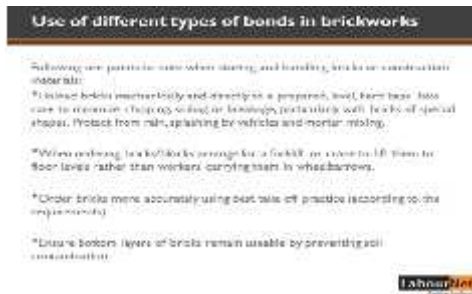 Use of different types of bonds in brickworks
Following are points to note when storing and handling bricks or construction
materials:
*Unload bricks mechanically and directly to a prepared, level, hard base. Take
care to minimize chipping, soiling or breakage, particularly with bricks of special
shapes. Protect from rain, splashing by vehicles and mortar mixing.
*When ordering bricks/blocks arrange for a forklift or crane to lift them to
floor levels rather than workers carrying them in wheelbarrows.
*Order bricks more accurately using best take off practice (according to the
requirements)
*Ensure bottom layers of bricks remain useable by preventing soil
contamination
LabourNet